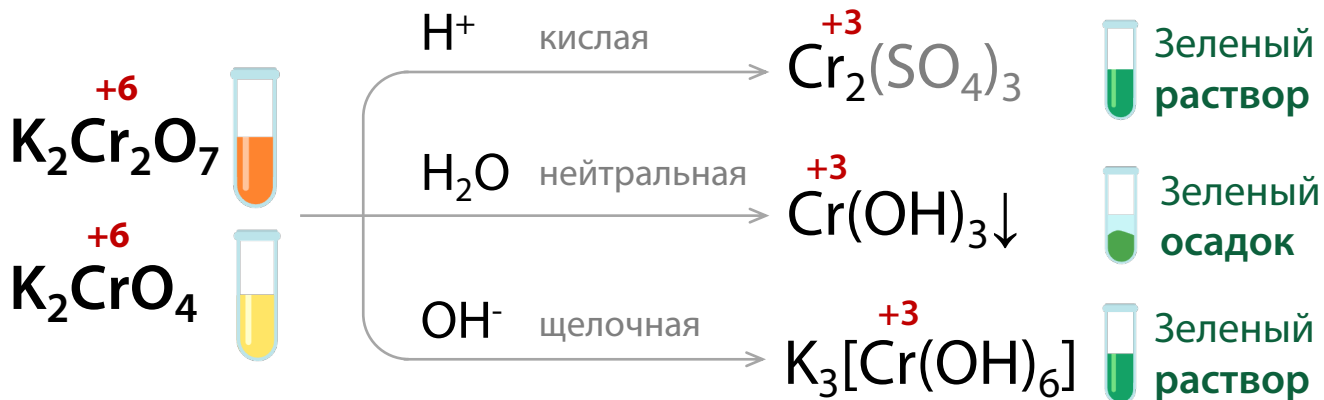 +6
K₂Cr₂O₇
+6
K₂CrO₄
H⁺ кислая
+3
Cr₂(SO₄)₃
Зеленый
раствор
H₂O нейтральная
+3
Cr(OH)₃↓
Зеленый
осадок
OH⁻ щелочная
+3
K₃[Cr(OH)₆]
Зеленый
раствор